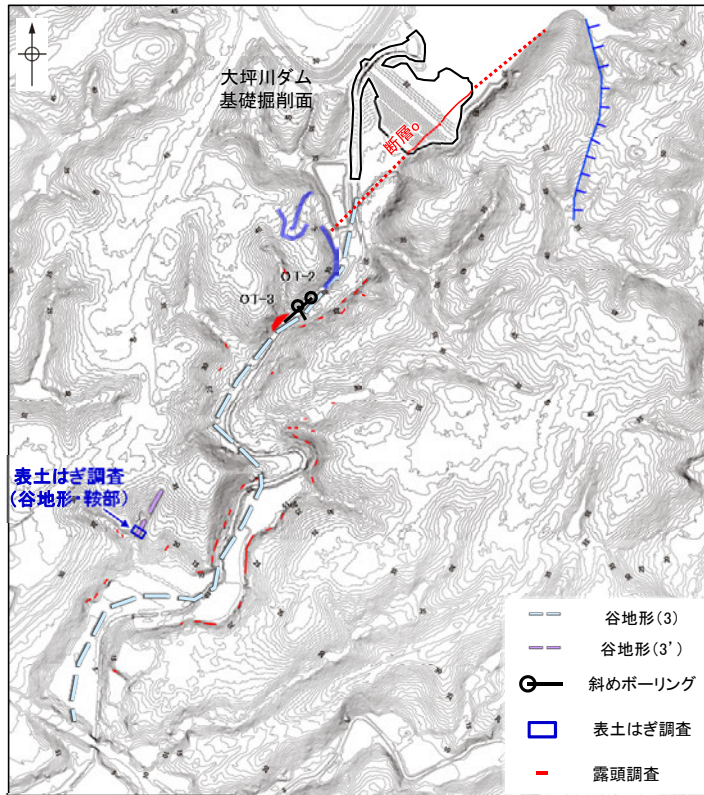 大坪川ダム
基礎掘削面
断層o
OT-2
OT-3
表土はぎ調査
(谷地形・鞍部)
谷地形(3)
谷地形(3')
斜めボーリング
表土はぎ調査
露頭調査